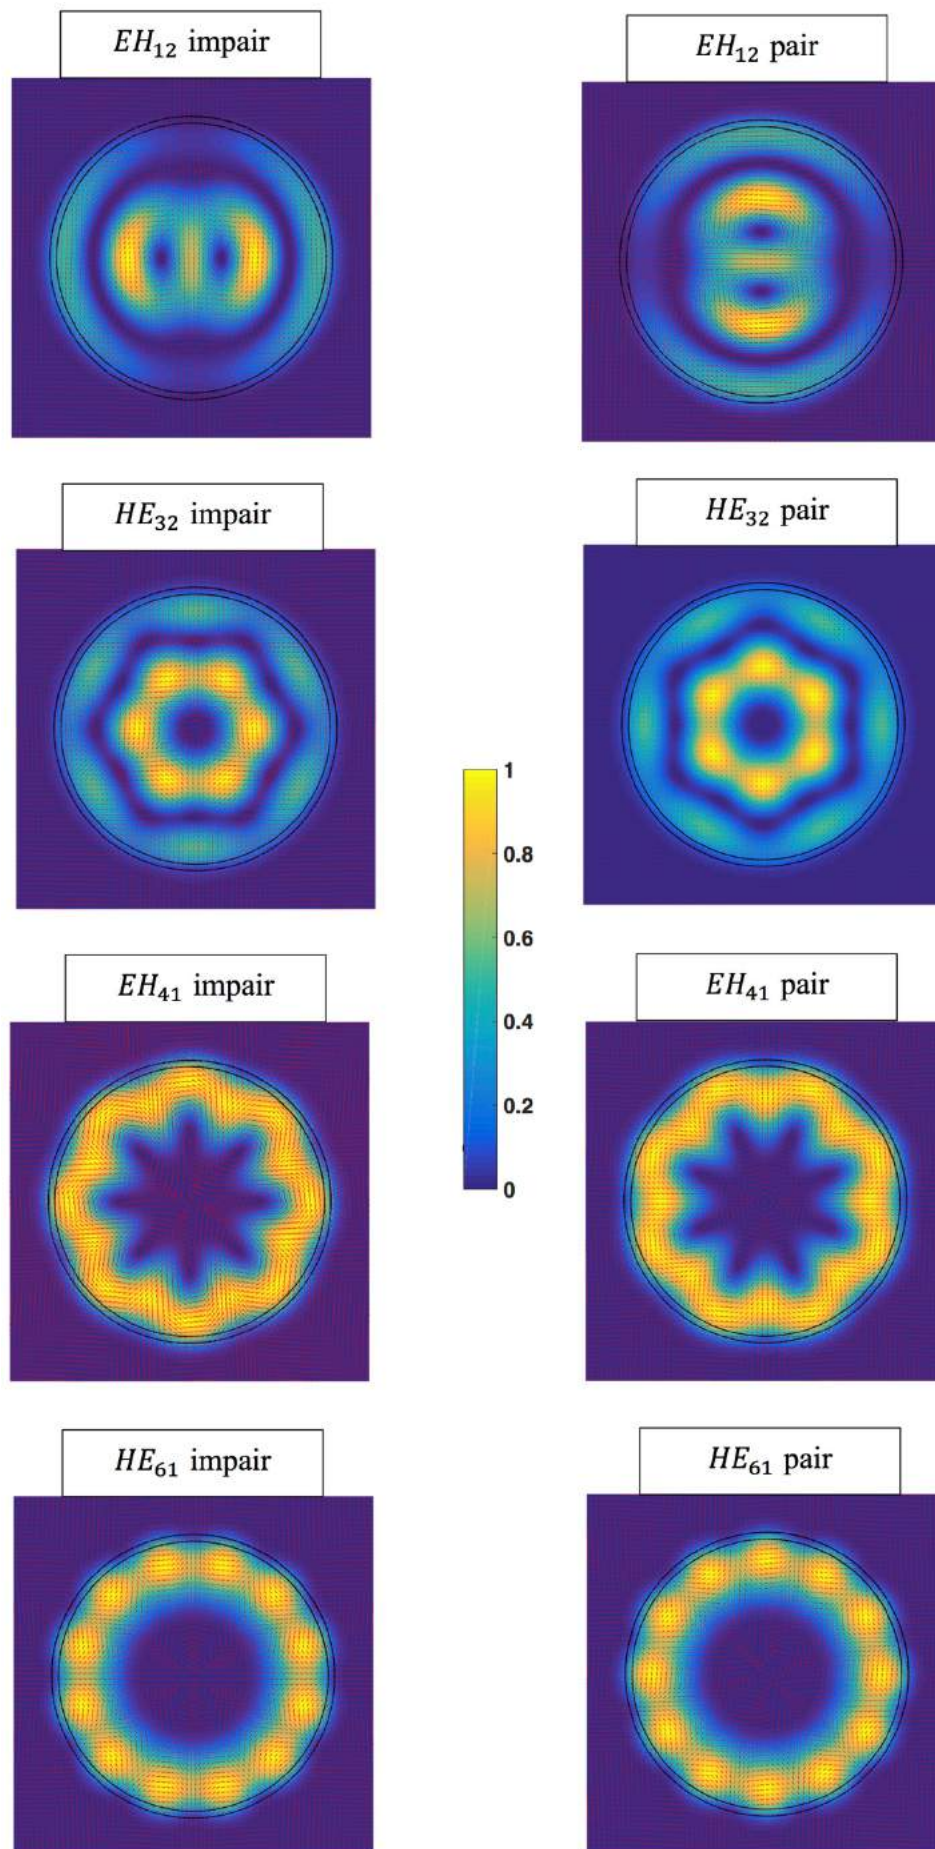 EH₁₂ impair
EH₁₂ pair
HE₃₂ impair
HE₃₂ pair
1
0.8
0.6
0.4
0.2
0
EH₄₁ impair
EH₄₁ pair
HE₆₁ impair
HE₆₁ pair